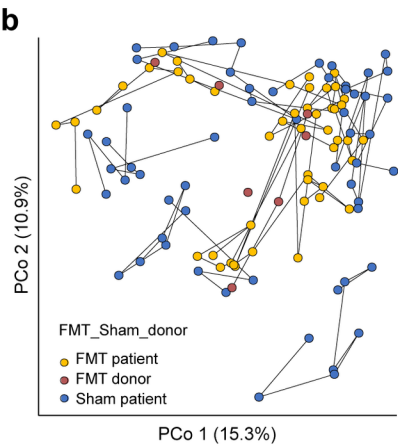 b
PCo 2 (10.9%)
FMT_Sham_donor
FMT patient
FMT donor
Sham patient
PCo 1 (15.3%)